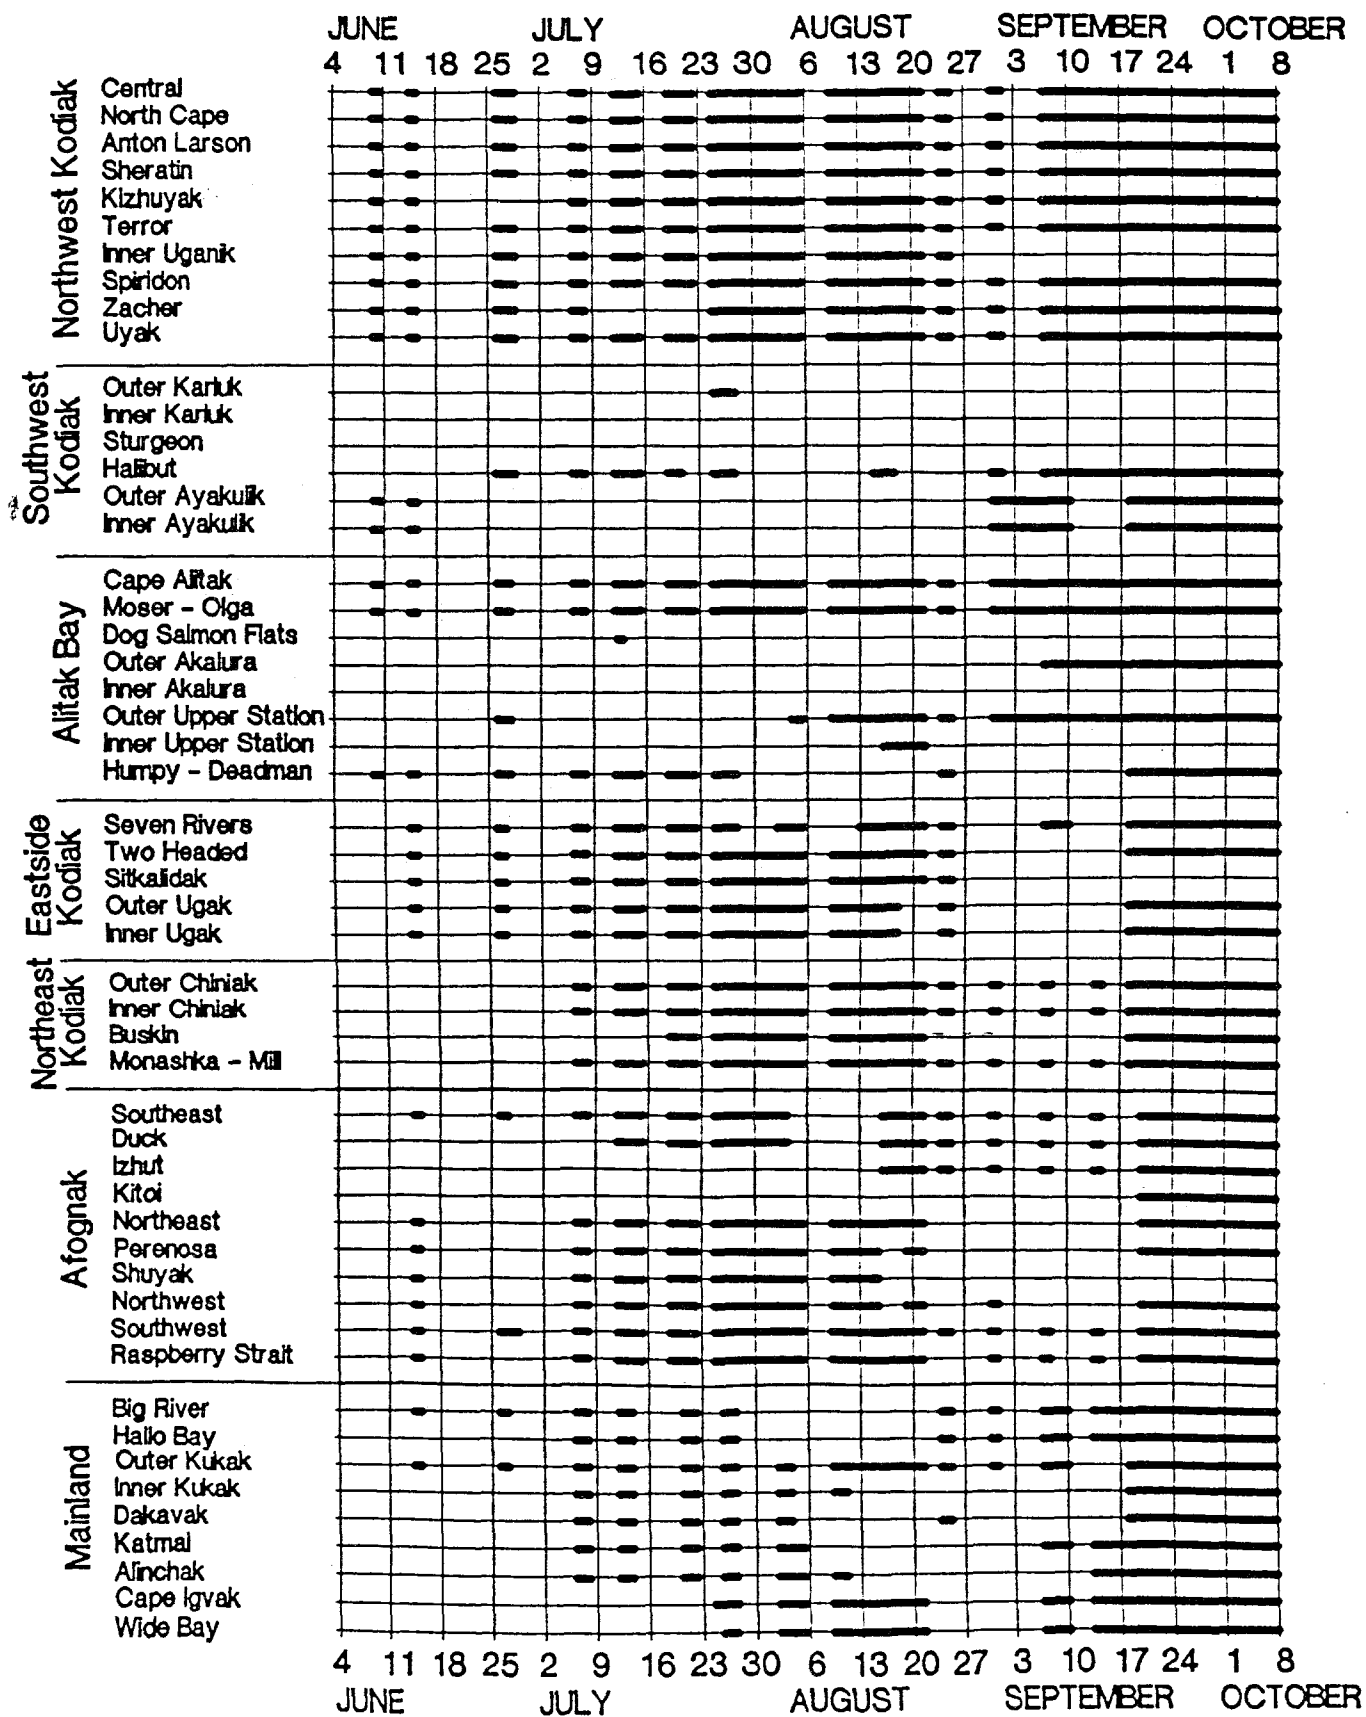 JUNE JULY AUGUST SEPTEMBER OCTOBER
4 11 18 25 2 9 16 23 30 6 13 20 27 3 10 17 24 1 8
Northwest Kodiak
Central
North Cape
Anton Larson
Sheratin
Kizhuyak
Terror
Inner Uganik
Spiridon
Zacher
Uyak
Southwest
Kodiak
Outer Karluk
Inner Karluk
Sturgeon
Halibut
Outer Ayakulik
Inner Ayakulik
Alitak Bay
Cape Alitak
Moser - Olga
Dog Salmon Flats
Outer Akalura
Inner Akalura
Outer Upper Station
Inner Upper Station
Humpy - Deadman
Eastside
Kodiak
Seven Rivers
Two Headed
Sitkalidak
Outer Ugak
Inner Ugak
Northeast
Kodiak
Outer Chiniak
Inner Chiniak
Buskin
Monashka - Mill
Afognak
Southeast
Duck
Izhut
Kitoi
Northeast
Perenosa
Shuyak
Northwest
Southwest
Raspberry Strait
Mainland
Big River
Hallo Bay
Outer Kukak
Inner Kukak
Dakavak
Katmai
Alinchak
Cape Igvak
Wide Bay
4 11 18 25 2 9 16 23 30 6 13 20 27 3 10 17 24 1 8
JUNE JULY AUGUST SEPTEMBER OCTOBER